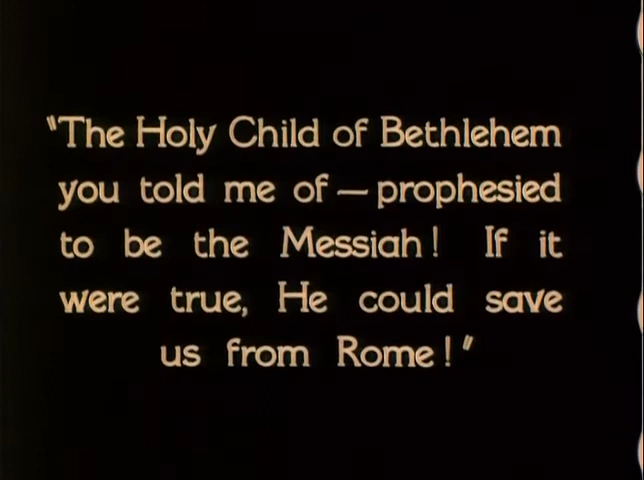 "The Holy Child of Bethlehem
you told me of — prophesied
to be the Messiah! If it
were true, He could save
us from Rome!"